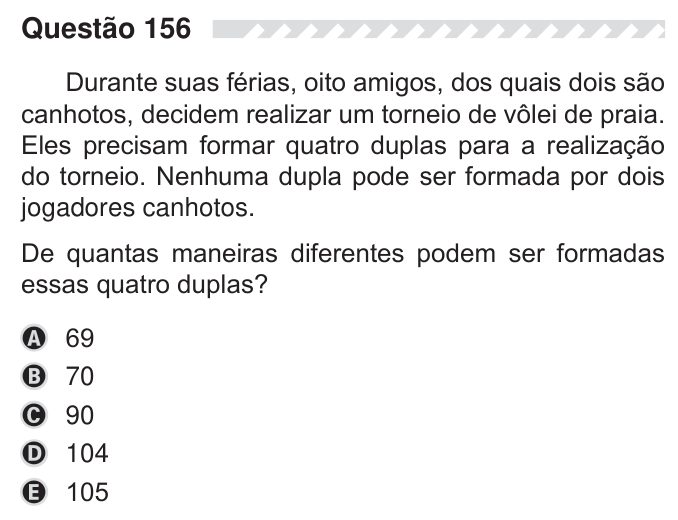 Questão 156
Durante suas férias, oito amigos, dos quais dois são
canhotos, decidem realizar um torneio de vôlei de praia.
Eles precisam formar quatro duplas para a realização
do torneio. Nenhuma dupla pode ser formada por dois
jogadores canhotos.
De quantas maneiras diferentes podem ser formadas
essas quatro duplas?
A 69
B 70
C 90
D 104
E 105